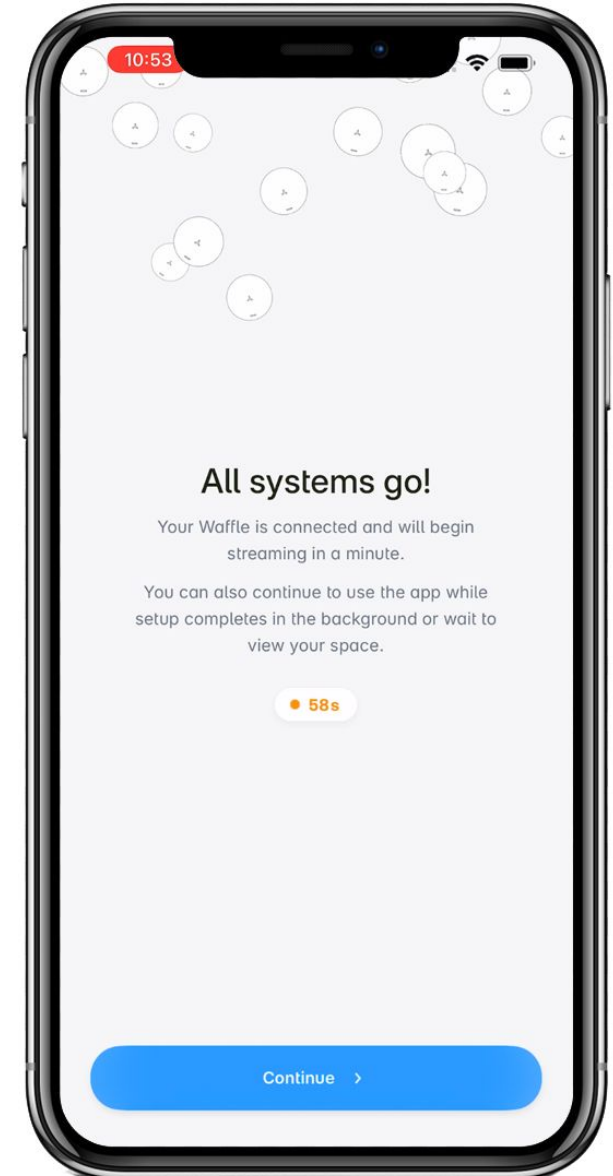 10:53
All systems go!
Your Waffle is connected and will begin
streaming in a minute.
You can also continue to use the app while
setup completes in the background or wait to
view your space.
58s
Continue